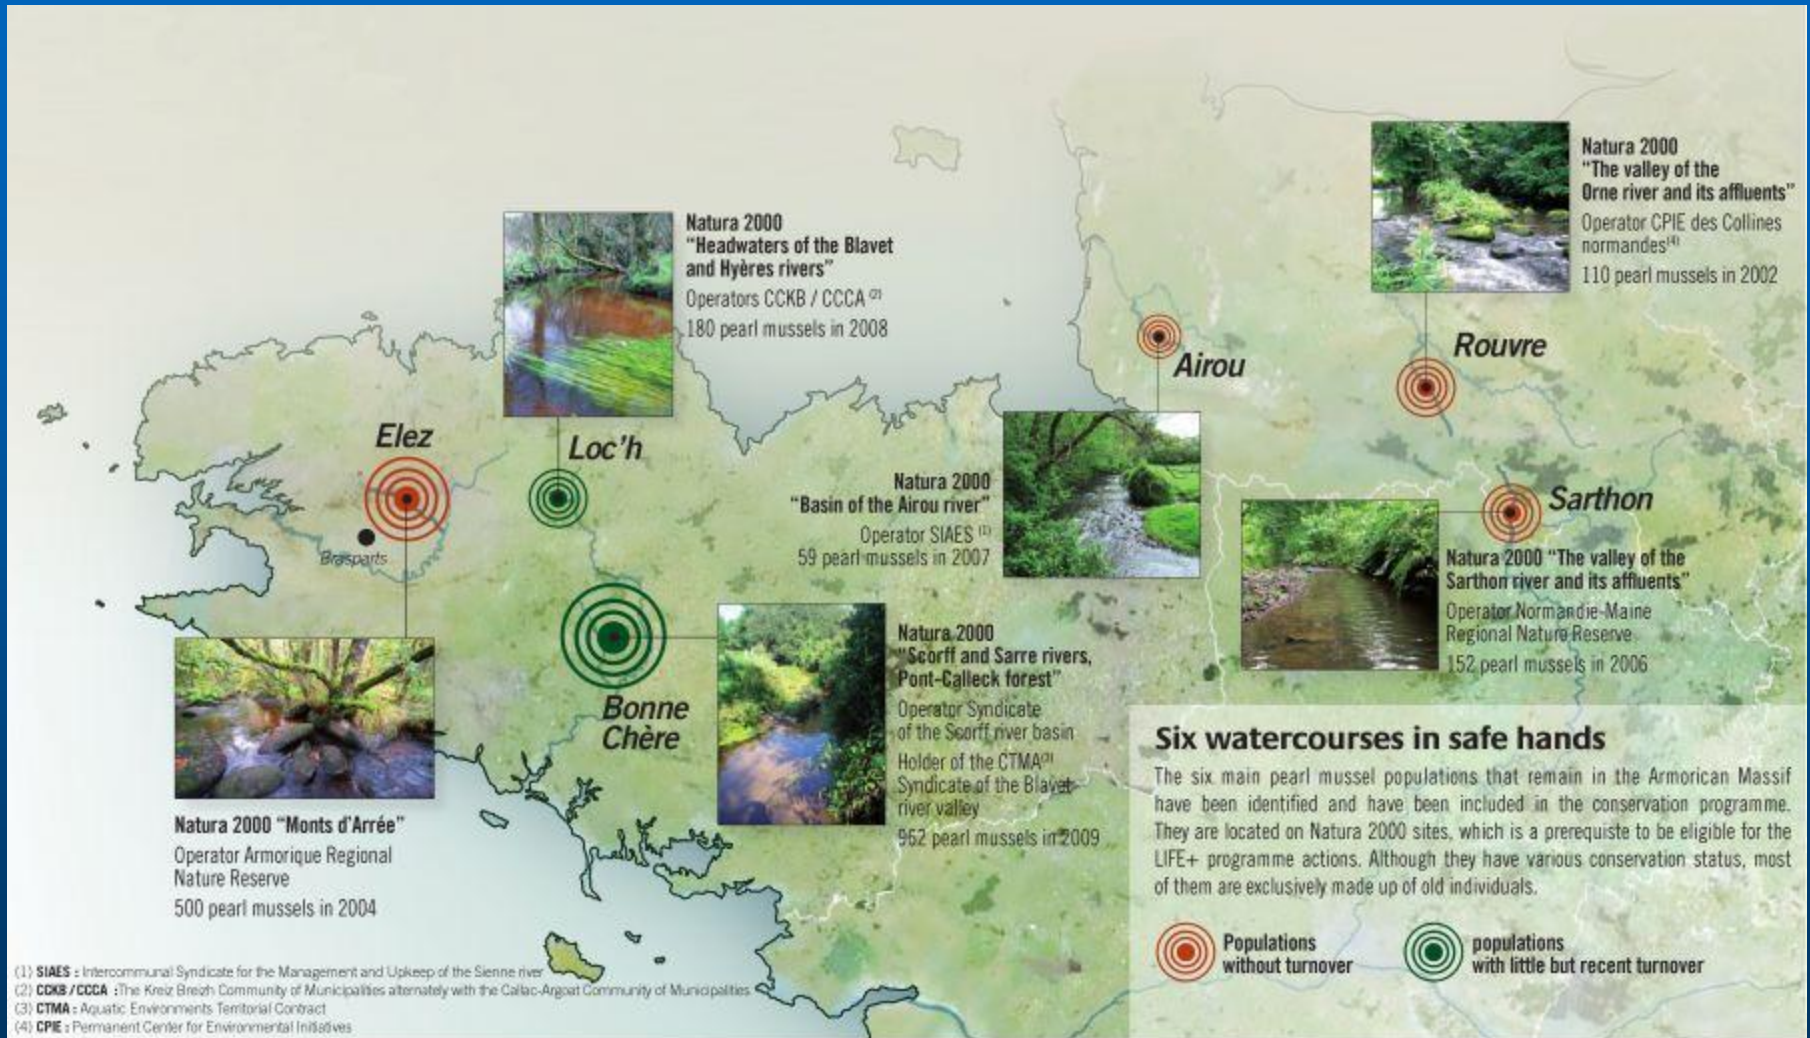 Natura 2000
“The valley of the
Orne river and its affluents”
Operator CPIE des Collines
normandes(4)
110 pearl mussels in 2002
Rouvre
Natura 2000
“Headwaters of the Blavet
and Hyères rivers”
Operators CCKB / CCCA (2)
180 pearl mussels in 2008
Airou
Elez
Loc’h
Brasparts
Natura 2000
“Basin of the Airou river”
Operator SIAES (1)
59 pearl mussels in 2007
Sarthon
Natura 2000 “The valley of the
Sarthon river and its affluents”
Operator Normandie-Maine
Regional Nature Reserve
152 pearl mussels in 2006
Bonne
Chère
Natura 2000
“Scorff and Sarre rivers,
Pont-Calleck forest”
Operator Syndicate
of the Scorff river basin
Holder of the CTMA(3)
Syndicate of the Blavet
river valley
962 pearl mussels in 2009
Natura 2000 “Monts d’Arrée”
Operator Armorique Regional
Nature Reserve
500 pearl mussels in 2004
Six watercourses in safe hands
The six main pearl mussel populations that remain in the Armorican Massif
have been identified and have been included in the conservation programme.
They are located on Natura 2000 sites, which is a prerequiste to be eligible for the
LIFE+ programme actions. Although they have various conservation status, most
of them are exclusively made up of old individuals.
Populations
without turnover
populations
with little but recent turnover
(1) SIAES : Intercommunal Syndicate for the Management and Upkeep of the Sienne river
(2) CCKB / CCCA : The Kreiz Breizh Community of Municipalities alternately with the Callac-Argoat Community of Municipalities
(3) CTMA : Aquatic Environments Territorial Contract
(4) CPIE : Permanent Center for Environmental Initiatives